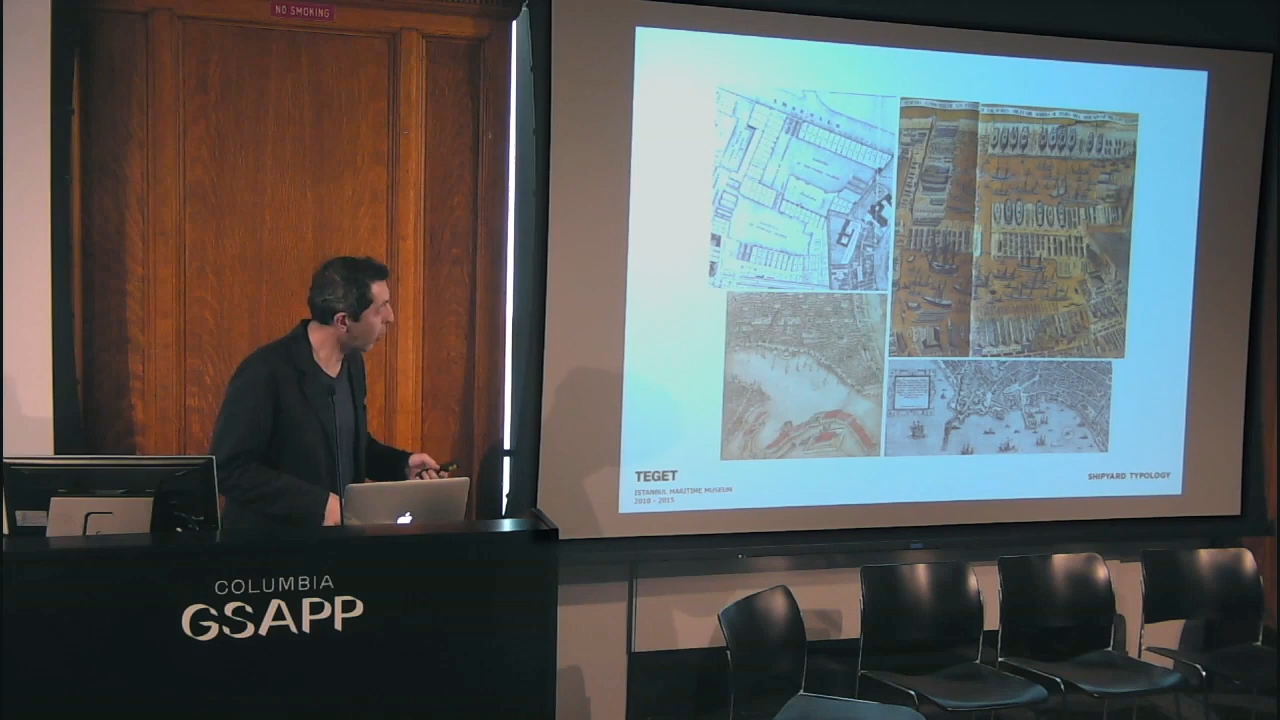 NO SMOKING
TEGET
ISTANBUL MARITIME MUSEUM
2010 - 2015
SHIPYARD TYPOLOGY
COLUMBIA
GSAPP